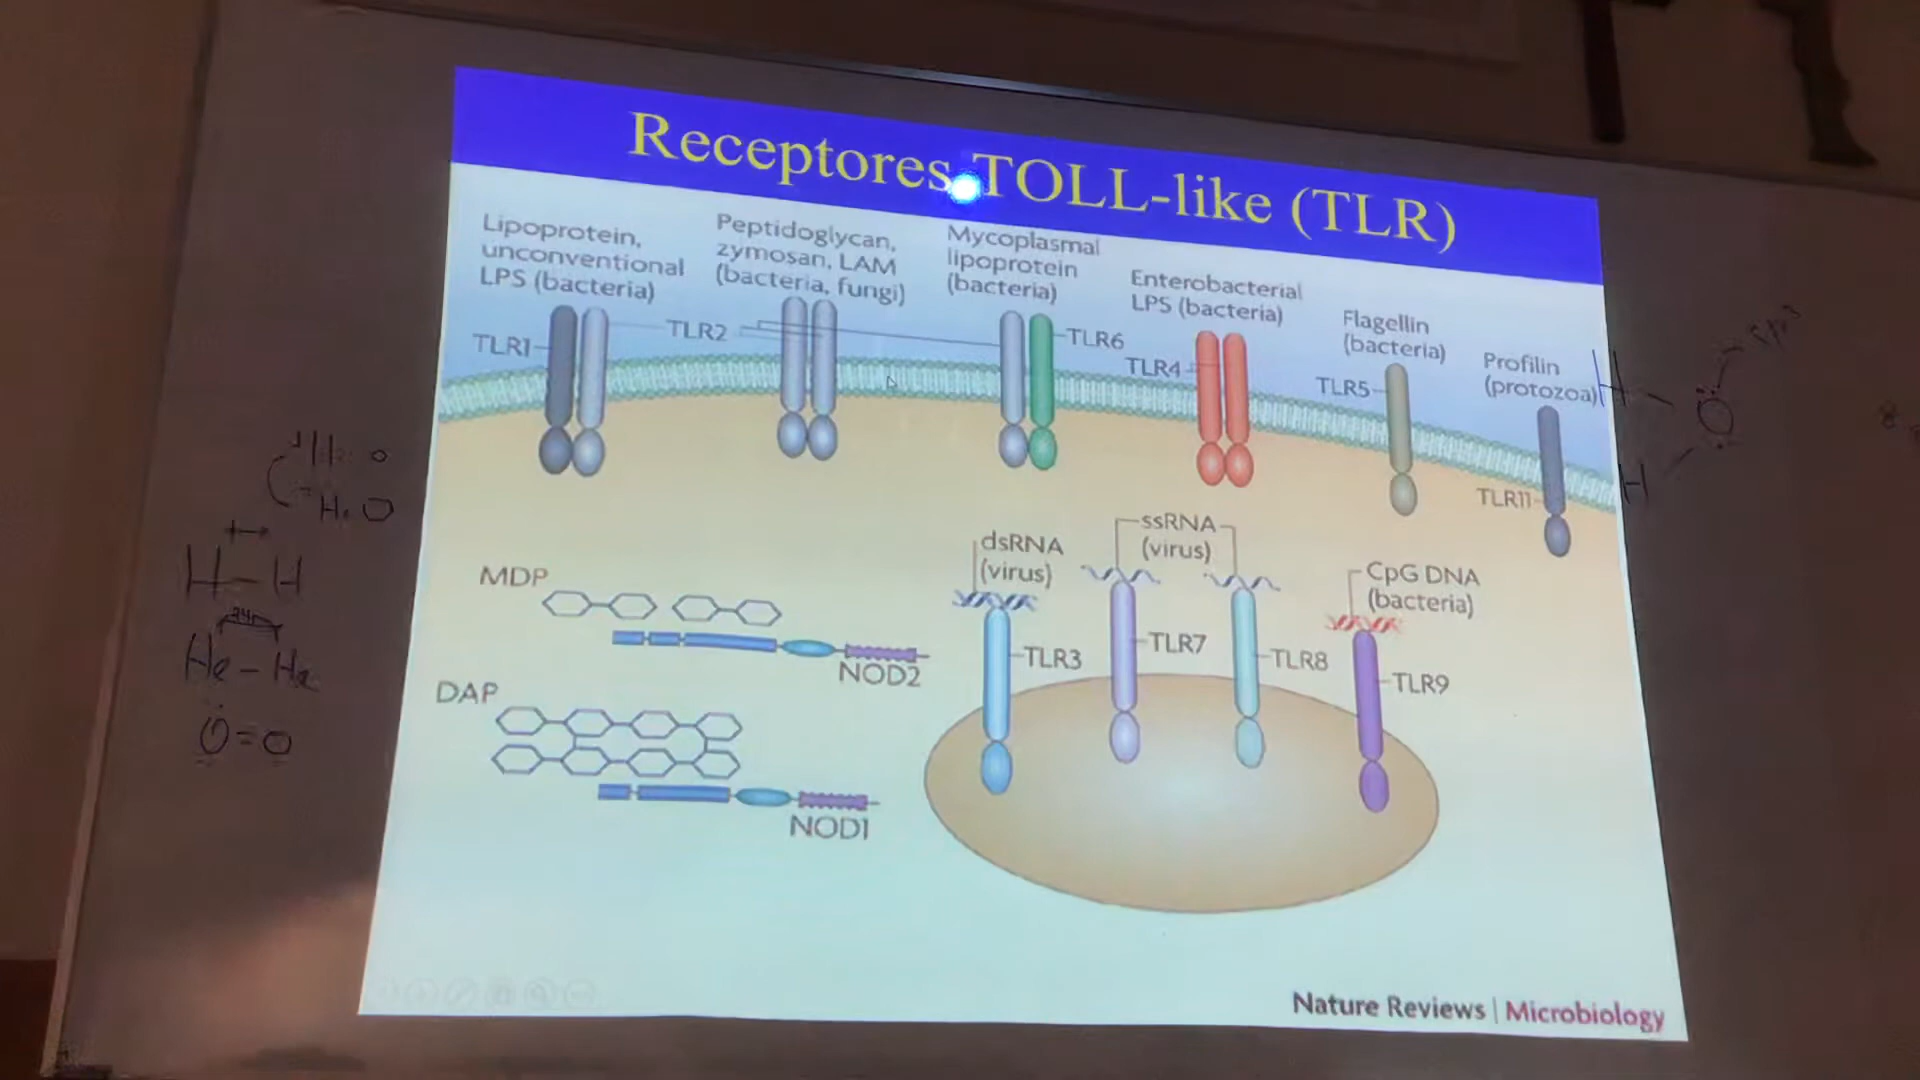 Receptores TOLL-like (TLR)
Lipoprotein,
unconventional
LPS (bacteria)
Peptidoglycan,
zymosan, LAM
(bacteria, fungi)
Mycoplasmal
lipoprotein
(bacteria)
Enterobacterial
LPS (bacteria)
Flagellin
(bacteria)
Profilin
(protozoa)
TLR1
TLR2
TLR6
TLR4
TLR5
TLR11
MDP
NOD2
DAP
NOD1
dsRNA
(virus)
ssRNA
(virus)
CpG DNA
(bacteria)
TLR3
TLR7
TLR8
TLR9
Nature Reviews | Microbiology
H-H
He-He
O=O
H
O
H